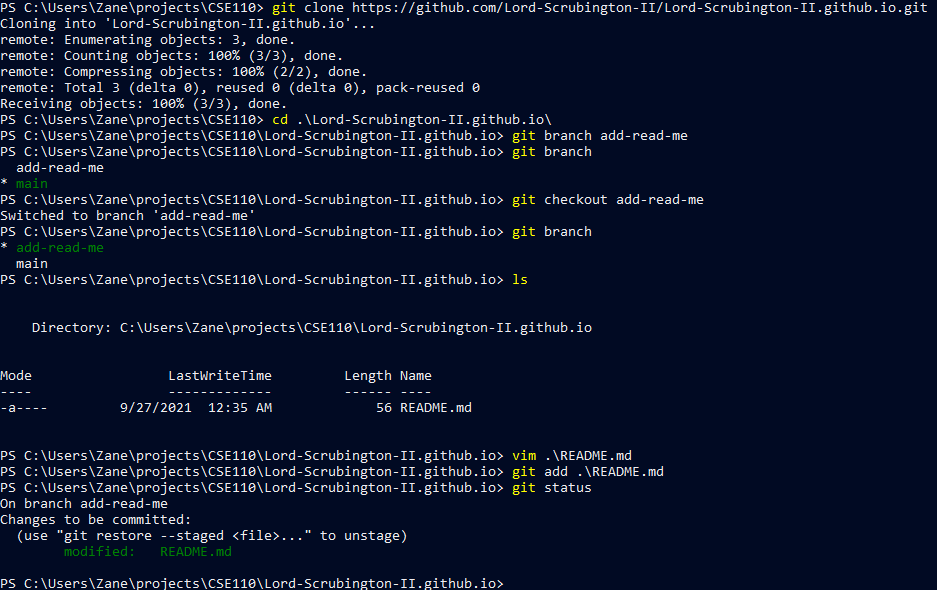 PS C:\Users\Zane\projects\CSE110> git clone https://github.com/Lord-Scrubington-II/Lord-Scrubington-II.github.io.git
Cloning into 'Lord-Scrubington-II.github.io'...
remote: Enumerating objects: 3, done.
remote: Counting objects: 100% (3/3), done.
remote: Compressing objects: 100% (2/2), done.
remote: Total 3 (delta 0), reused 0 (delta 0), pack-reused 0
Receiving objects: 100% (3/3), done.
PS C:\Users\Zane\projects\CSE110> cd .\Lord-Scrubington-II.github.io\
PS C:\Users\Zane\projects\CSE110\Lord-Scrubington-II.github.io> git branch add-read-me
PS C:\Users\Zane\projects\CSE110\Lord-Scrubington-II.github.io> git branch
  add-read-me
* main
PS C:\Users\Zane\projects\CSE110\Lord-Scrubington-II.github.io> git checkout add-read-me
Switched to branch 'add-read-me'
PS C:\Users\Zane\projects\CSE110\Lord-Scrubington-II.github.io> git branch
* add-read-me
  main
PS C:\Users\Zane\projects\CSE110\Lord-Scrubington-II.github.io> ls
    Directory: C:\Users\Zane\projects\CSE110\Lord-Scrubington-II.github.io
Mode                 LastWriteTime         Length Name
----                 -------------         ------ ----
-a----         9/27/2021  12:35 AM             56 README.md
PS C:\Users\Zane\projects\CSE110\Lord-Scrubington-II.github.io> vim .\README.md
PS C:\Users\Zane\projects\CSE110\Lord-Scrubington-II.github.io> git add .\README.md
PS C:\Users\Zane\projects\CSE110\Lord-Scrubington-II.github.io> git status
On branch add-read-me
Changes to be committed:
  (use "git restore --staged <file>..." to unstage)
        modified:   README.md
PS C:\Users\Zane\projects\CSE110\Lord-Scrubington-II.github.io>